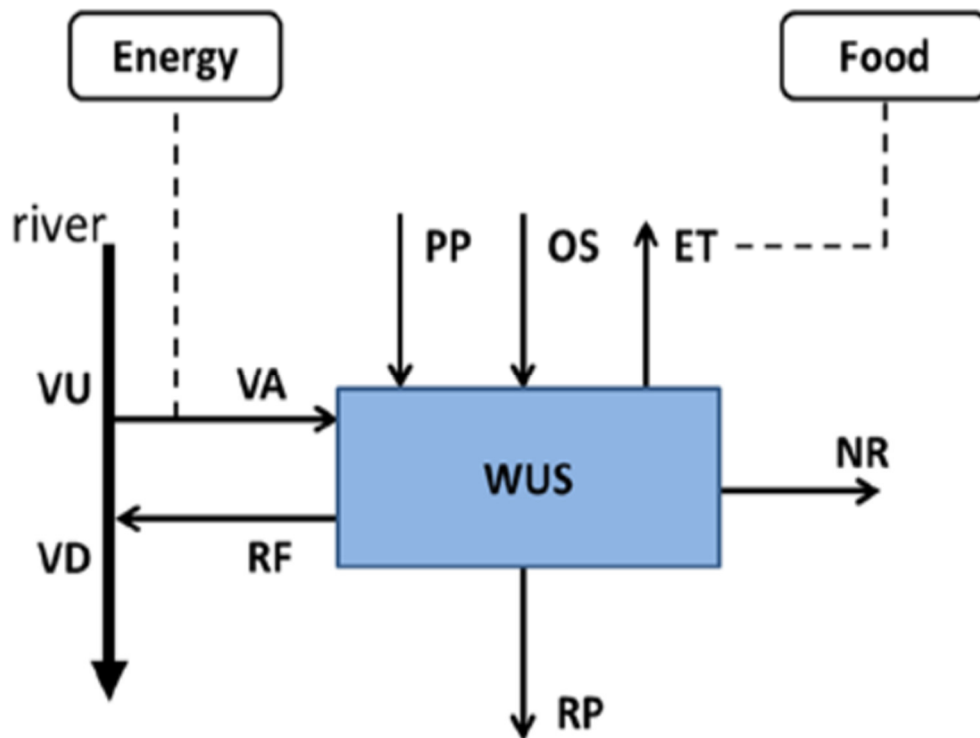 Energy
Food
river
PP
OS
ET
VU
VA
WUS
NR
VD
RF
RP